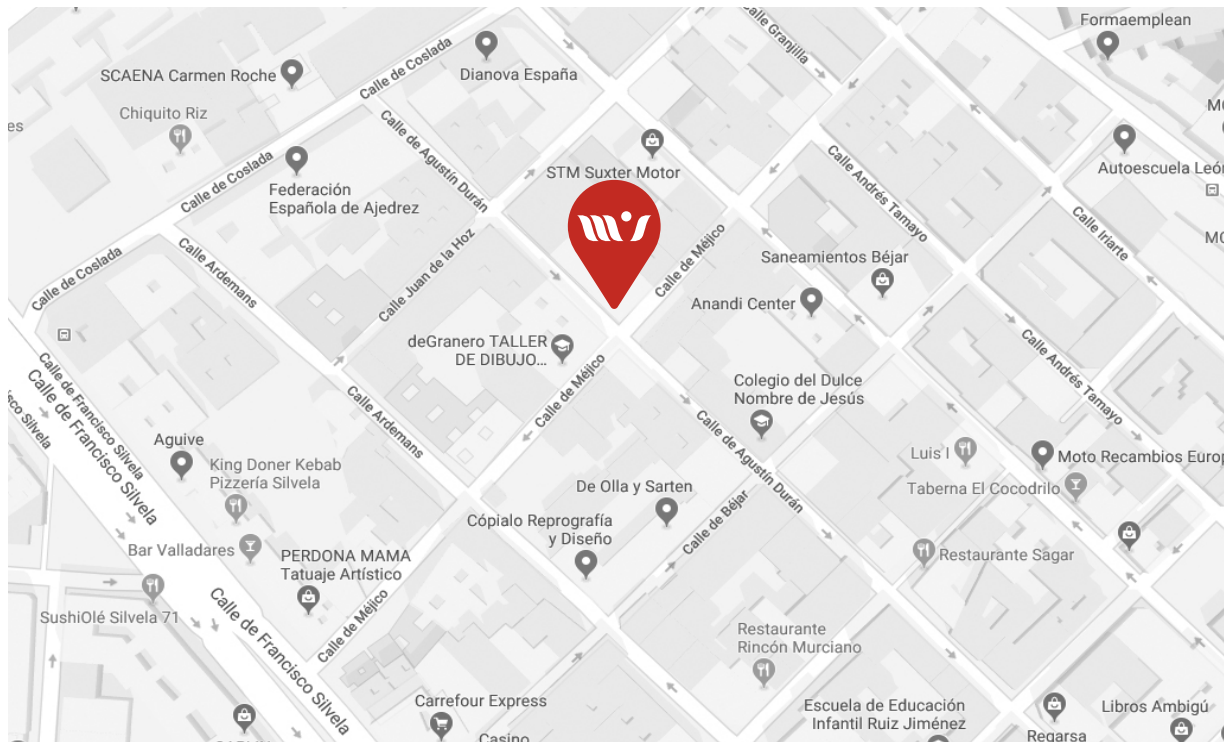 Formaemplean
Calle Granjilla
Calle de Coslada
Dianova España
SCAENA Carmen Roche
Chiquito Riz
es
Calle de Agustín Durán
STM Suxter Motor
Autoescuela León
Calle de Coslada
Federación
Española de Ajedrez
Calle Andrés Tamayo
Calle Iriarte
Calle de Méjico
Calle Juan de la Hoz
Calle Ardemans
Calle de Coslada
Saneamientos Béjar
Anandi Center
deGranero TALLER
DE DIBUJO...
Calle de Méjico
Calle Andrés Tamayo
Colegio del Dulce
Nombre de Jesús
Calle de Francisco Silvela
Calle de Francisco Silvela
Calle Ardemans
Calle de Agustín Durán
Aguive
King Doner Kebab
Pizzería Silvela
Luis I
Moto Recambios Europ
Taberna El Cocodrilo
De Olla y Sarten
Cópialo Reprografía
y Diseño
Calle de Béjar
Bar Valladares
PERDONA MAMA
Tatuaje Artístico
Restaurante Sagar
SushiOlé Silvela 71
Calle de Méjico
Calle de Francisco Silvela
Restaurante
Rincón Murciano
Carrefour Express
Casino
Escuela de Educación
Infantil Ruiz Jiménez
Libros Ambigú
Regarsa